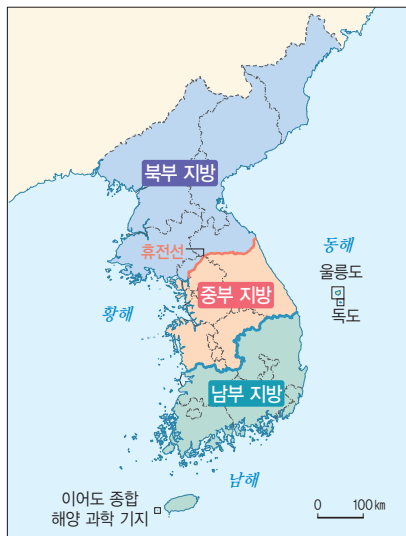 북부 지방
휴전선
동해
울릉도
독도
중부 지방
황해
남부 지방
남해
이어도 종합
해양 과학 기지
0 100 km